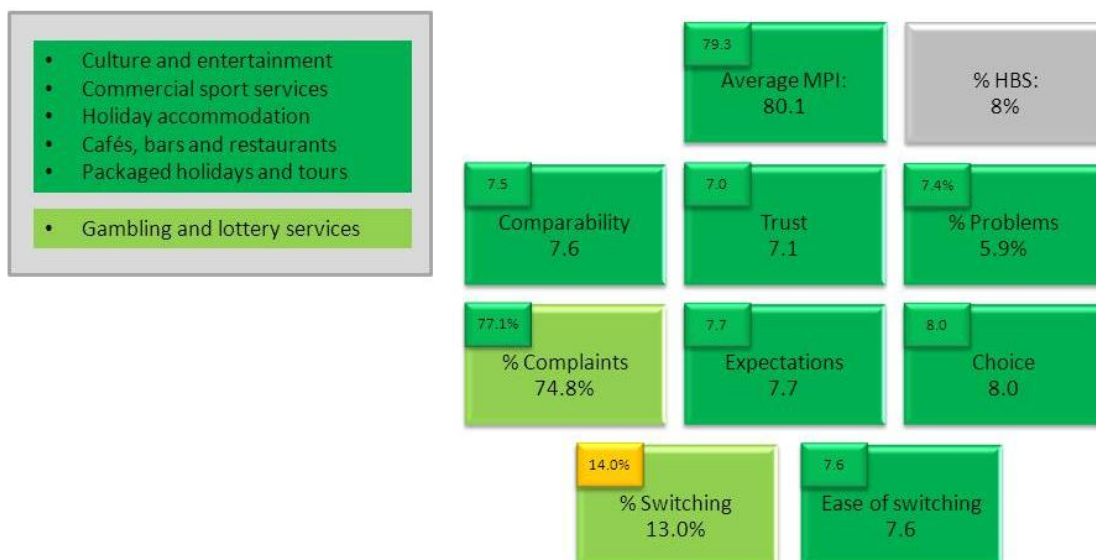 • Culture and entertainment
• Commercial sport services
• Holiday accommodation
• Cafés, bars and restaurants
• Packaged holidays and tours
• Gambling and lottery services
79.3
Average MPI:
80.1
% HBS:
8%
7.5
Comparability
7.6
7.0
Trust
7.1
7.4%
% Problems
5.9%
77.1%
% Complaints
74.8%
7.7
Expectations
7.7
8.0
Choice
8.0
14.0%
% Switching
13.0%
7.6
Ease of switching
7.6